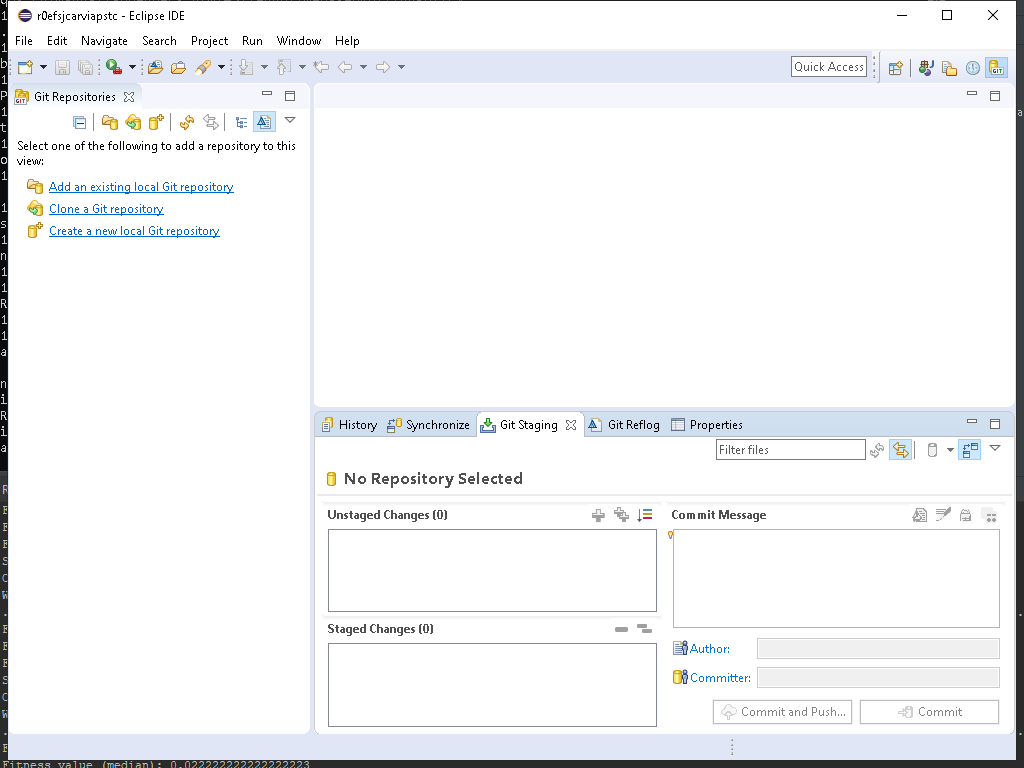 r0efsjcarviapstc - Eclipse IDE
File Edit Navigate Search Project Run Window Help
Quick Access
Git Repositories
Select one of the following to add a repository to this
view:
Add an existing local Git repository
Clone a Git repository
Create a new local Git repository
History Synchronize Git Staging Git Reflog Properties
Filter files
No Repository Selected
Unstaged Changes (0)
Commit Message
Staged Changes (0)
Author:
Committer:
Commit and Push...
Commit
Fitness value (median): 0.022222222222222223